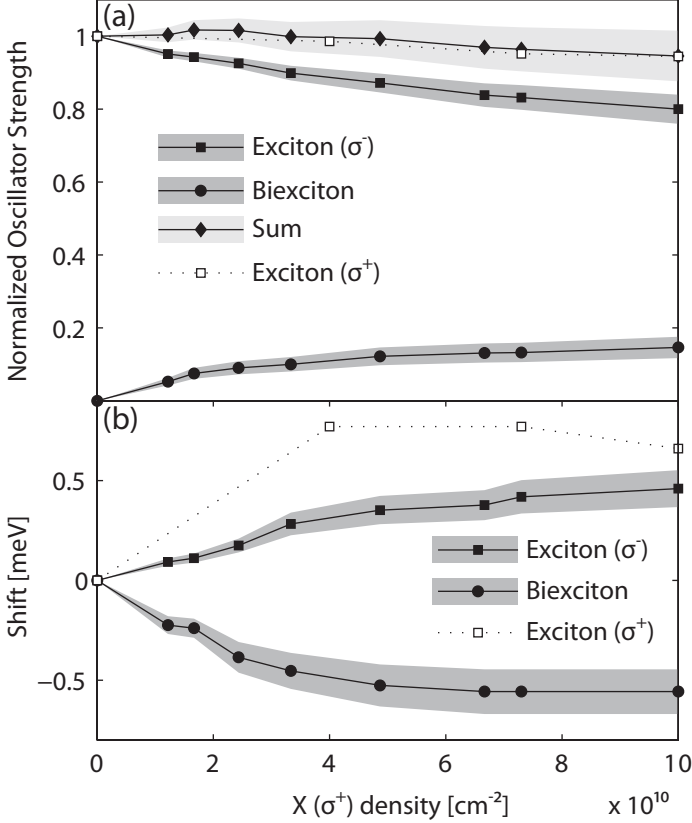 (a)
1
0.8
0.6
0.4
0.2
Normalized Oscillator Strength
Exciton (σ⁻)
Biexciton
Sum
Exciton (σ⁺)
(b)
0.5
0
−0.5
Shift [meV]
Exciton (σ⁻)
Biexciton
Exciton (σ⁺)
0 2 4 6 8 10
X (σ⁺) density [cm⁻²] x 10¹⁰